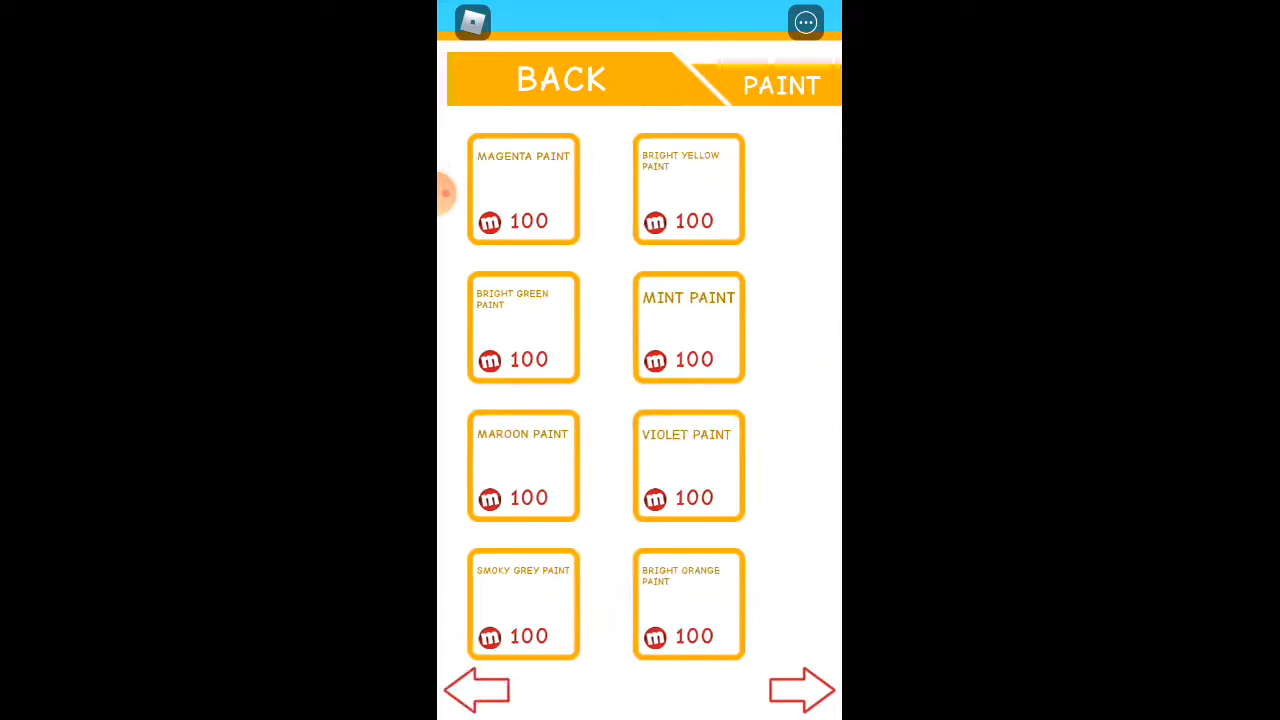 BACK
PAINT
MAGENTA PAINT
m 100
BRIGHT YELLOW
PAINT
m 100
BRIGHT GREEN
PAINT
m 100
MINT PAINT
m 100
MAROON PAINT
m 100
VIOLET PAINT
m 100
SMOKY GREY PAINT
m 100
BRIGHT ORANGE
PAINT
m 100